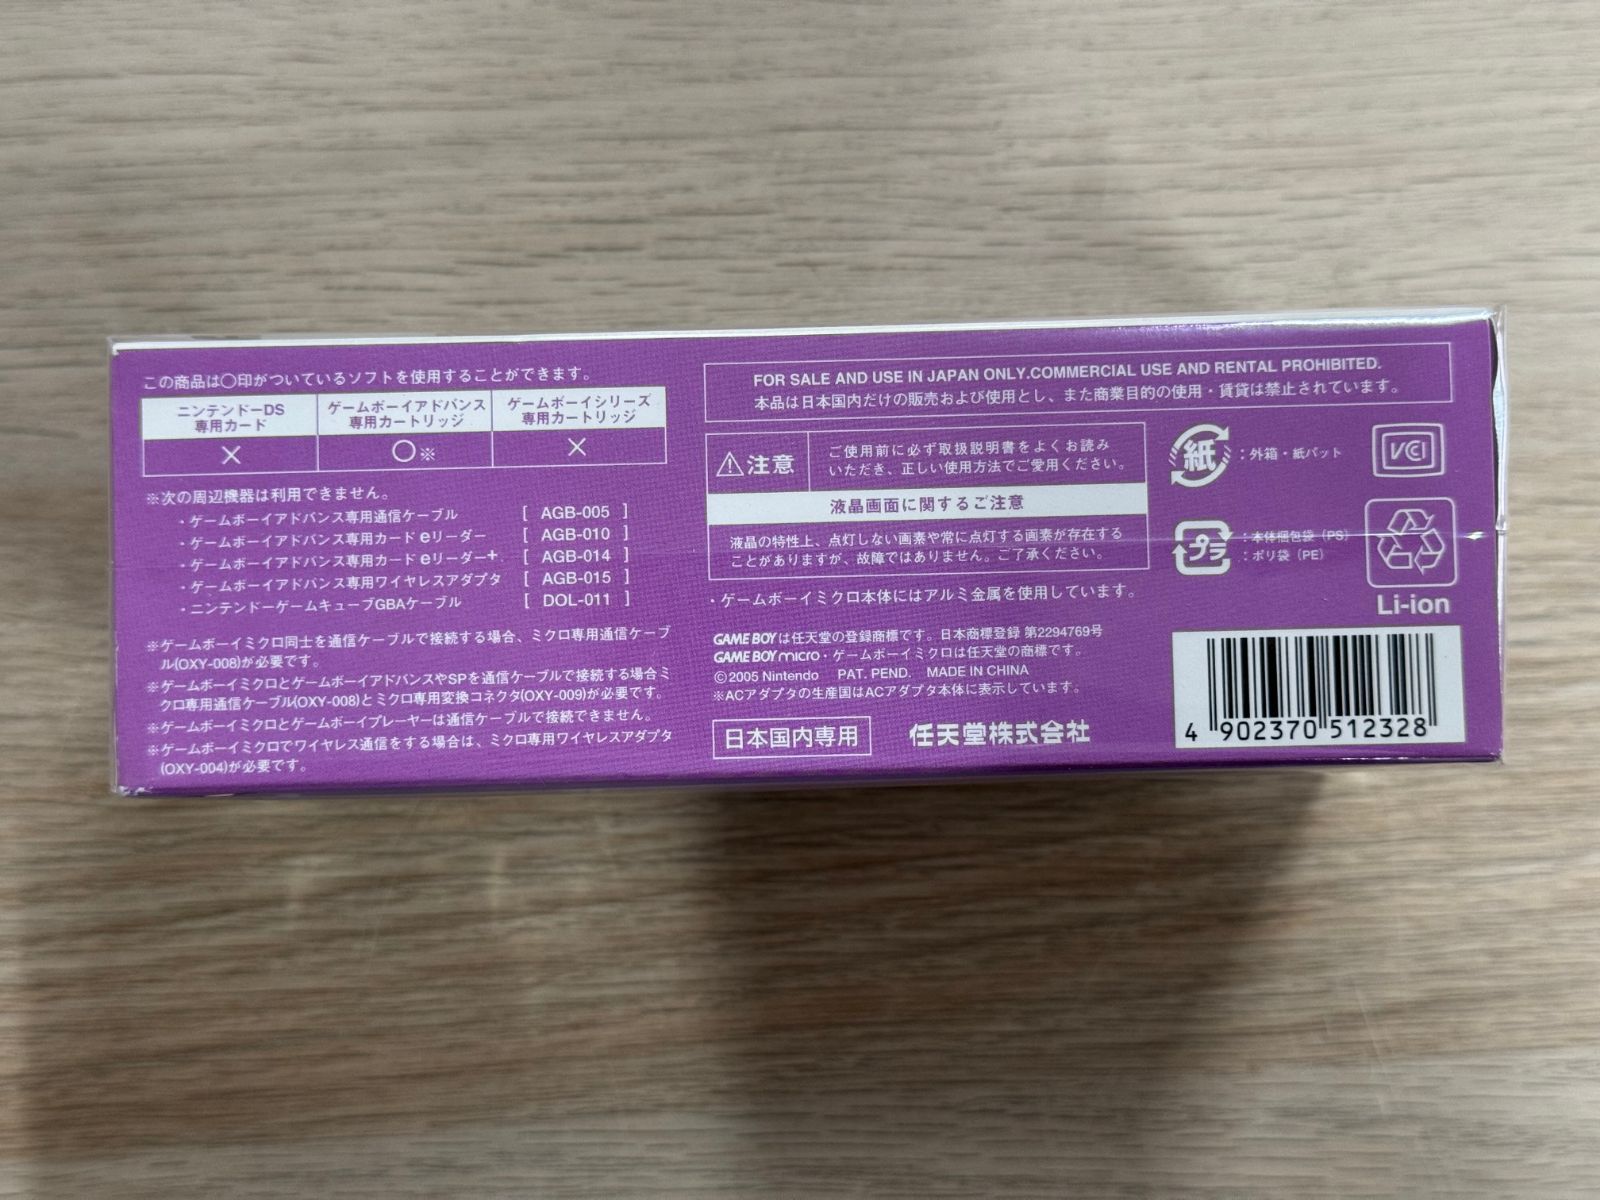 この商品は○印がついているソフトを使用することができます。
ニンテンドーDS
専用カード
ゲームボーイアドバンス
専用カートリッジ
ゲームボーイシリーズ
専用カートリッジ
×
○※
×
※次の周辺機器は利用できません。
・ゲームボーイアドバンス専用通信ケーブル [ AGB-005 ]
・ゲームボーイアドバンス専用カードeリーダー [ AGB-010 ]
・ゲームボーイアドバンス専用カードeリーダー+ [ AGB-014 ]
・ゲームボーイアドバンス専用ワイヤレスアダプタ [ AGB-015 ]
・ニンテンドーゲームキューブGBAケーブル [ DOL-011 ]
※ゲームボーイミクロ同士を通信ケーブルで接続する場合、ミクロ専用通信ケーブ
ル(OXY-008)が必要です。
※ゲームボーイミクロとゲームボーイアドバンスやSPを通信ケーブルで接続する場合ミ
クロ専用通信ケーブル(OXY-008)とミクロ専用変換コネクタ(OXY-009)が必要です。
※ゲームボーイミクロとゲームボーイプレーヤーは通信ケーブルで接続できません。
※ゲームボーイミクロでワイヤレス通信をする場合は、ミクロ専用ワイヤレスアダプタ
(OXY-004)が必要です。
FOR SALE AND USE IN JAPAN ONLY.COMMERCIAL USE AND RENTAL PROHIBITED.
本品は日本国内だけの販売および使用とし、また商業目的の使用・賃貸は禁止されています。
注意
ご使用前に必ず取扱説明書をよくお読み
いただき、正しい使用方法でご愛用ください。
液晶画面に関するご注意
液晶の特性上、点灯しない画素や常に点灯する画素が存在する
ことがありますが、故障ではありません。ご了承ください。
・ゲームボーイミクロ本体にはアルミ金属を使用しています。
GAME BOYは任天堂の登録商標です。日本商標登録 第2294769号
GAME BOY micro・ゲームボーイミクロは任天堂の商標です。
©2005 Nintendo PAT. PEND. MADE IN CHINA
※ACアダプタの生産国はACアダプタ本体に表示しています。
日本国内専用
任天堂株式会社
紙
:外箱・紙パット
VCI
プラ
:本体梱包袋（PS）
:ポリ袋（PE）
Li-ion
4 902370 512328